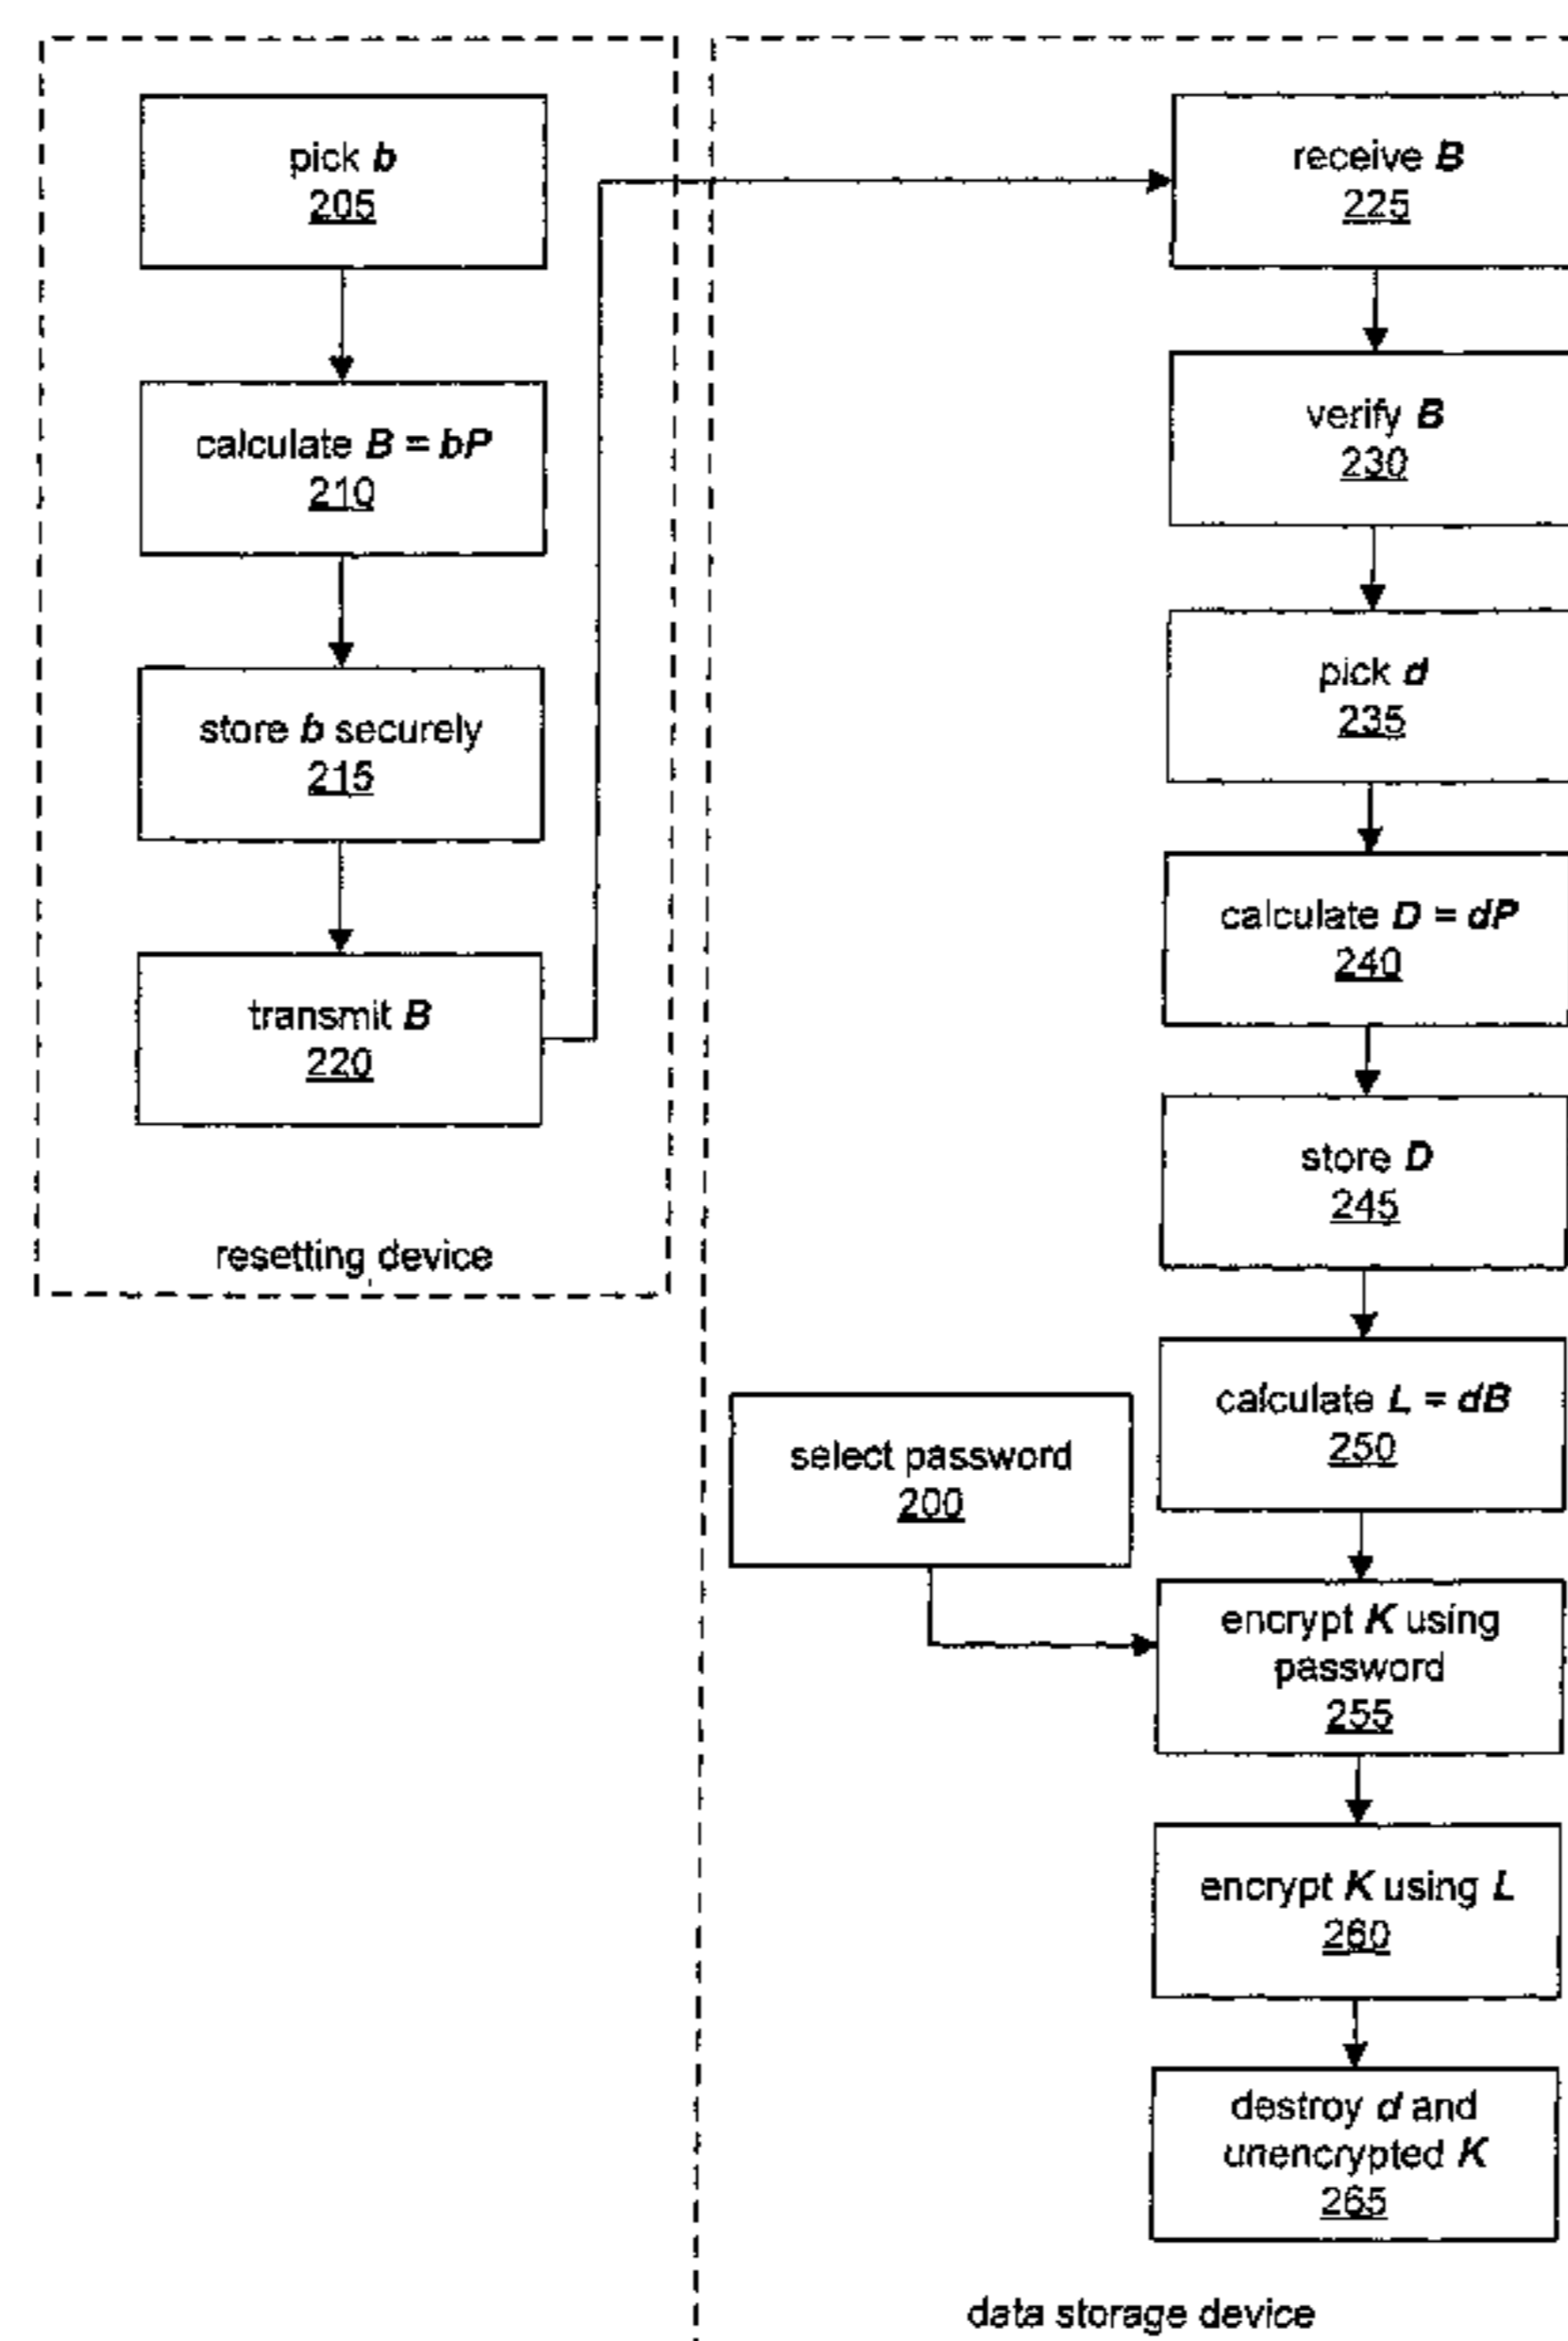 pick b
205
calculate B = bP
210
store b securely
215
transmit B
220
resetting device
receive B
225
verify B
230
pick d
235
calculate D = dP
240
store D
245
calculate L = dB
250
select password
200
encrypt K using
password
255
encrypt K using L
260
destroy d and
unencrypted K
265
data storage device